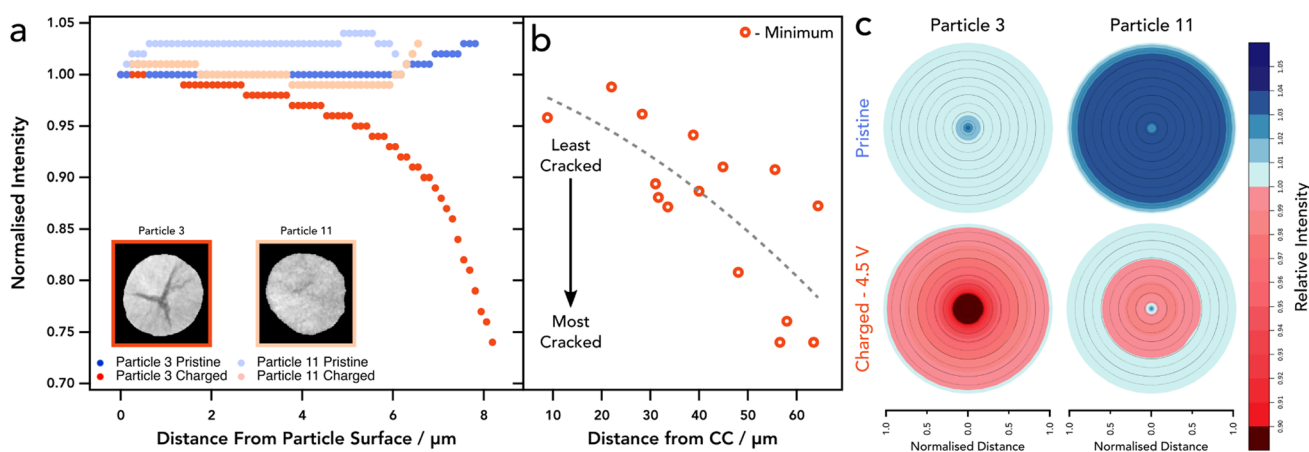 a
1.05
1.00
0.95
0.90
0.85
0.80
0.75
0.70
Normalised Intensity
Particle 3
Particle 11
Particle 3 Pristine
Particle 11 Pristine
Particle 3 Charged
Particle 11 Charged
0
2
4
6
8
Distance From Particle Surface / μm
b
- Minimum
Least
Cracked
Most
Cracked
10
20
30
40
50
60
Distance from CC / μm
c
Particle 3
Particle 11
Pristine
Charged - 4.5 V
1.0
0.5
0.0
0.5
1.0
Normalised Distance
1.0
0.5
0.0
0.5
1.0
Normalised Distance
1.05
1.04
1.03
1.02
1.01
1.00
0.99
0.98
0.97
0.96
0.95
0.94
0.93
0.92
0.91
0.90
Relative Intensity